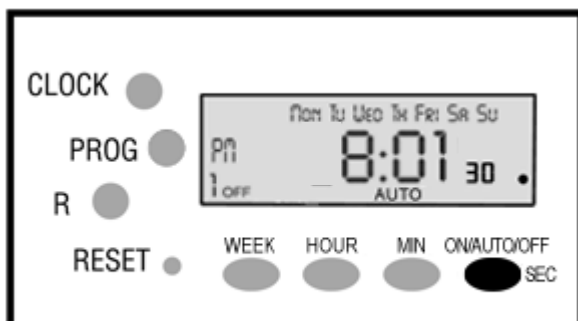 CLOCK
PROG
R
RESET
Mon Tu Wed Th Fri Sa Su
PM 8:01 30
1 OFF AUTO
WEEK HOUR MIN ON/AUTO/OFF
SEC